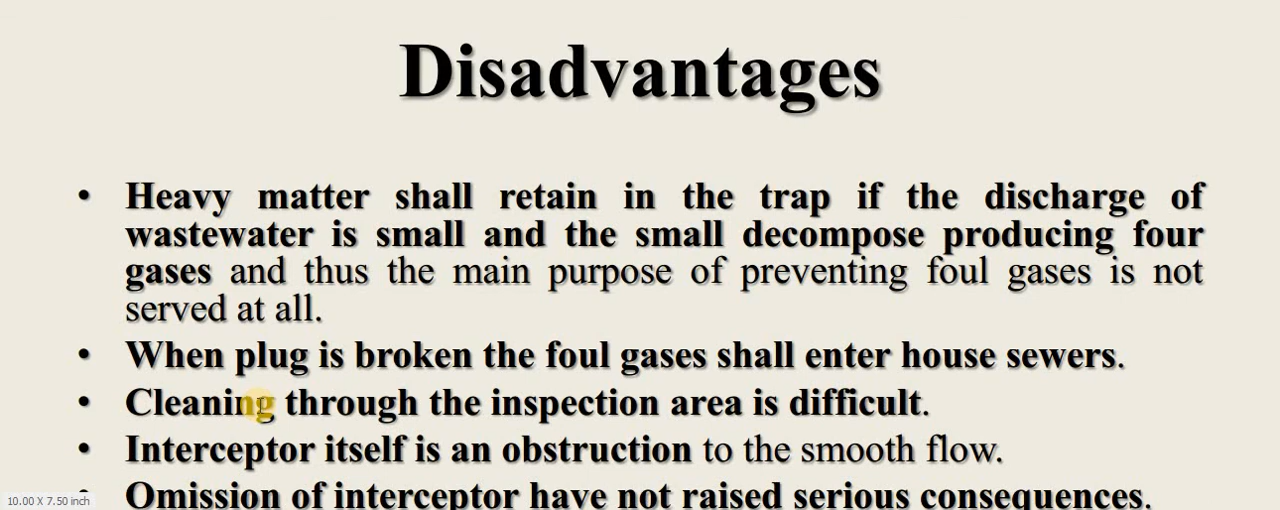 Disadvantages
• Heavy matter shall retain in the trap if the discharge of
wastewater is small and the small decompose producing four
gases and thus the main purpose of preventing foul gases is not
served at all.
• When plug is broken the foul gases shall enter house sewers.
• Cleaning through the inspection area is difficult.
• Interceptor itself is an obstruction to the smooth flow.
• Omission of interceptor have not raised serious consequences.
10.00 X 7.50 inch